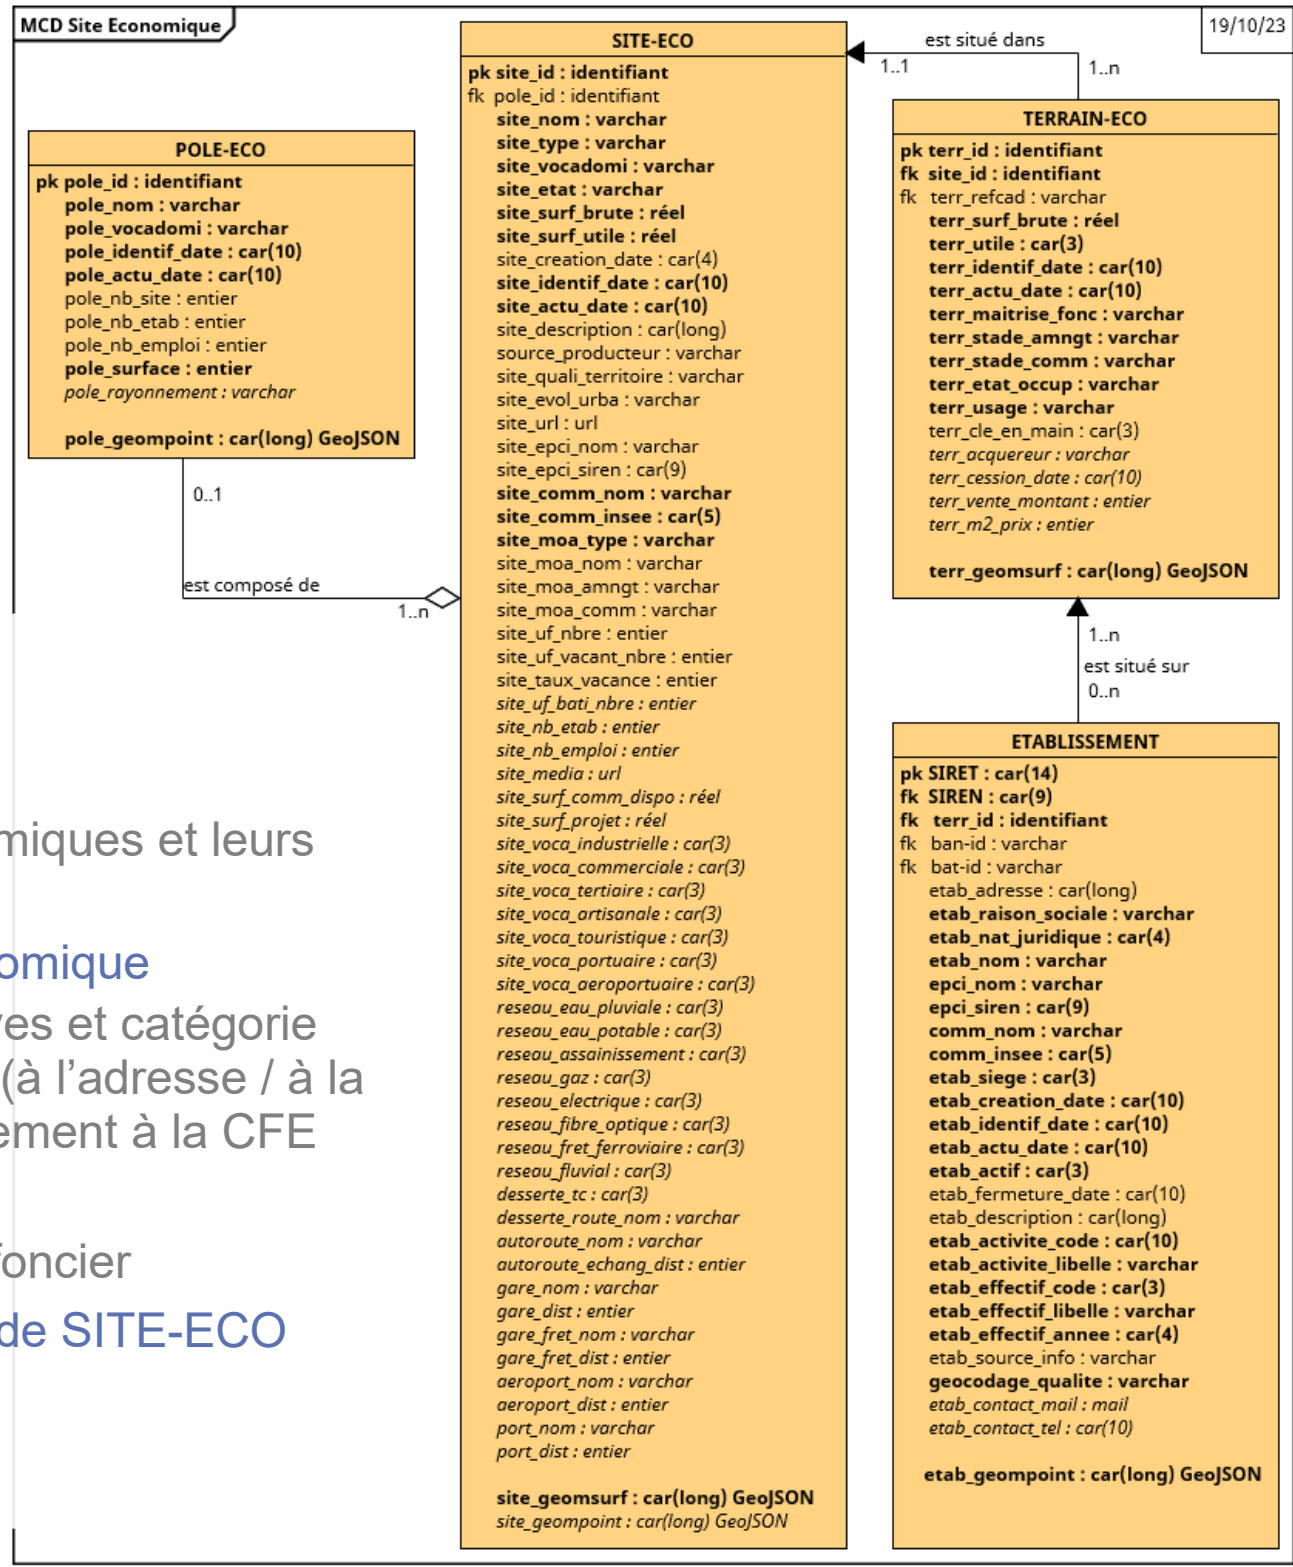 MCD Site Economique
19/10/23
POLE-ECO
pk pole_id : identifiant
pole_nom : varchar
pole_vocadomi : varchar
pole_identif_date : car(10)
pole_actu_date : car(10)
pole_nb_site : entier
pole_nb_etab : entier
pole_nb_emploi : entier
pole_surface : entier
pole_rayonnement : varchar
pole_geompoint : car(long) GeoJSON
0..1
est composé de
1..n
SITE-ECO
pk site_id : identifiant
fk pole_id : identifiant
site_nom : varchar
site_type : varchar
site_vocadomi : varchar
site_etat : varchar
site_surf_brute : réel
site_surf_utile : réel
site_creation_date : car(4)
site_identif_date : car(10)
site_actu_date : car(10)
site_description : car(long)
source_producteur : varchar
site_quali_territoire : varchar
site_evol_urba : varchar
site_url : url
site_epci_nom : varchar
site_epci_siren : car(9)
site_comm_nom : varchar
site_comm_insee : car(5)
site_moa_type : varchar
site_moa_nom : varchar
site_moa_amngt : varchar
site_moa_comm : varchar
site_uf_nbre : entier
site_uf_vacant_nbre : entier
site_taux_vacance : entier
site_uf_bati_nbre : entier
site_nb_etab : entier
site_nb_emploi : entier
site_media : url
site_surf_comm_dispo : réel
site_surf_projet : réel
site_voca_industrielle : car(3)
site_voca_commerciale : car(3)
site_voca_tertiaire : car(3)
site_voca_artisanale : car(3)
site_voca_touristique : car(3)
site_voca_portuaire : car(3)
site_voca_aeroportuaire : car(3)
reseau_eau_pluviale : car(3)
reseau_eau_potable : car(3)
reseau_assainissement : car(3)
reseau_gaz : car(3)
reseau_electrique : car(3)
reseau_fibre_optique : car(3)
reseau_fret_ferroviaire : car(3)
reseau_fluvial : car(3)
desserte_tc : car(3)
desserte_route_nom : varchar
autoroute_nom : varchar
autoroute_echang_dist : entier
gare_nom : varchar
gare_dist : entier
gare_fret_nom : varchar
gare_fret_dist : entier
aeroport_nom : varchar
aeroport_dist : entier
port_nom : varchar
port_dist : entier
site_geomsurf : car(long) GeoJSON
site_geompoint : car(long) GeoJSON
est situé dans
1..1
1..n
TERRAIN-ECO
pk terr_id : identifiant
fk site_id : identifiant
fk terr_refcad : varchar
terr_surf_brute : réel
terr_utile : car(3)
terr_identif_date : car(10)
terr_actu_date : car(10)
terr_maitrise_fonc : varchar
terr_stade_amngt : varchar
terr_stade_comm : varchar
terr_etat_occup : varchar
terr_usage : varchar
terr_cle_en_main : car(3)
terr_acquereur : varchar
terr_cession_date : car(10)
terr_vente_montant : entier
terr_m2_prix : entier
terr_geomsurf : car(long) GeoJSON
1..n
est situé sur
0..n
ETABLISSEMENT
pk SIRET : car(14)
fk SIREN : car(9)
fk terr_id : identifiant
fk ban-id : varchar
fk bat-id : varchar
etab_adresse : car(long)
etab_raison_sociale : varchar
etab_nat_juridique : car(4)
etab_nom : varchar
epci_nom : varchar
epci_siren : car(9)
comm_nom : varchar
comm_insee : car(5)
etab_siege : car(3)
etab_creation_date : car(10)
etab_identif_date : car(10)
etab_actu_date : car(10)
etab_actif : car(3)
etab_fermeture_date : car(10)
etab_description : car(long)
etab_activite_code : car(10)
etab_activite_libelle : varchar
etab_effectif_code : car(3)
etab_effectif_libelle : varchar
etab_effectif_annee : car(4)
etab_source_info : varchar
geocodage_qualite : varchar
etab_contact_mail : mail
etab_contact_tel : car(10)
etab_geompoint : car(long) GeoJSON
miques et leurs
omique
ves et catégorie
(à l'adresse / à la
ement à la CFE
foncier
de SITE-ECO